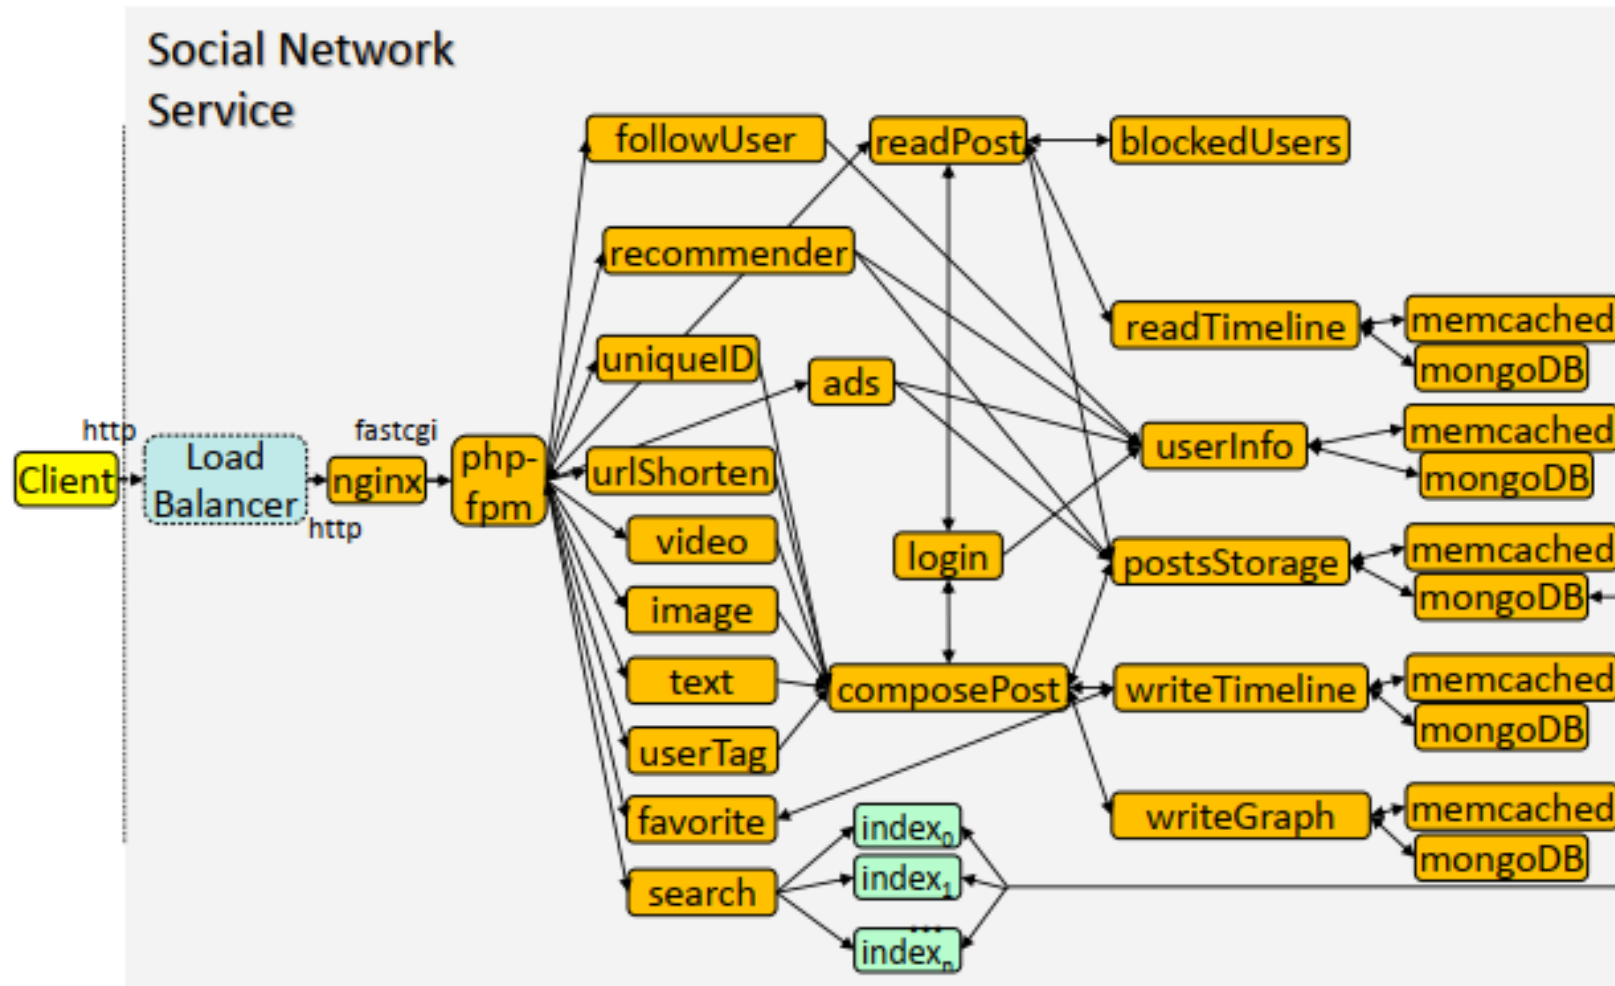 Social Network
Service
followUser
readPost
blockedUsers
recommender
readTimeline
memcached
mongoDB
uniqueID
ads
http
fastcgi
Client
Load
Balancer
nginx
php-
fpm
http
urlShorten
userInfo
memcached
mongoDB
video
login
postsStorage
memcached
mongoDB
image
text
composePost
writeTimeline
memcached
mongoDB
userTag
favorite
index0
writeGraph
memcached
mongoDB
search
index1
...
indexn